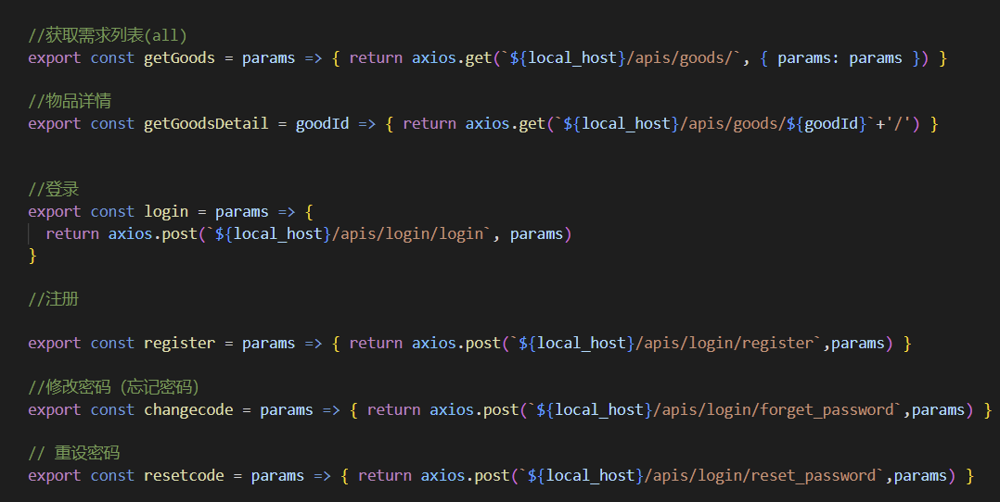 //获取需求列表(all)
export const getGoods = params => { return axios.get(`${local_host}/apis/goods/`, { params: params }) }
//物品详情
export const getGoodsDetail = goodId => { return axios.get(`${local_host}/apis/goods/${goodId}`+'/') }
//登录
export const login = params => {
  return axios.post(`${local_host}/apis/login/login`, params)
}
//注册
export const register = params => { return axios.post(`${local_host}/apis/login/register`,params) }
//修改密码（忘记密码）
export const changecode = params => { return axios.post(`${local_host}/apis/login/forget_password`,params) }
// 重设密码
export const resetcode = params => { return axios.post(`${local_host}/apis/login/reset_password`,params) }